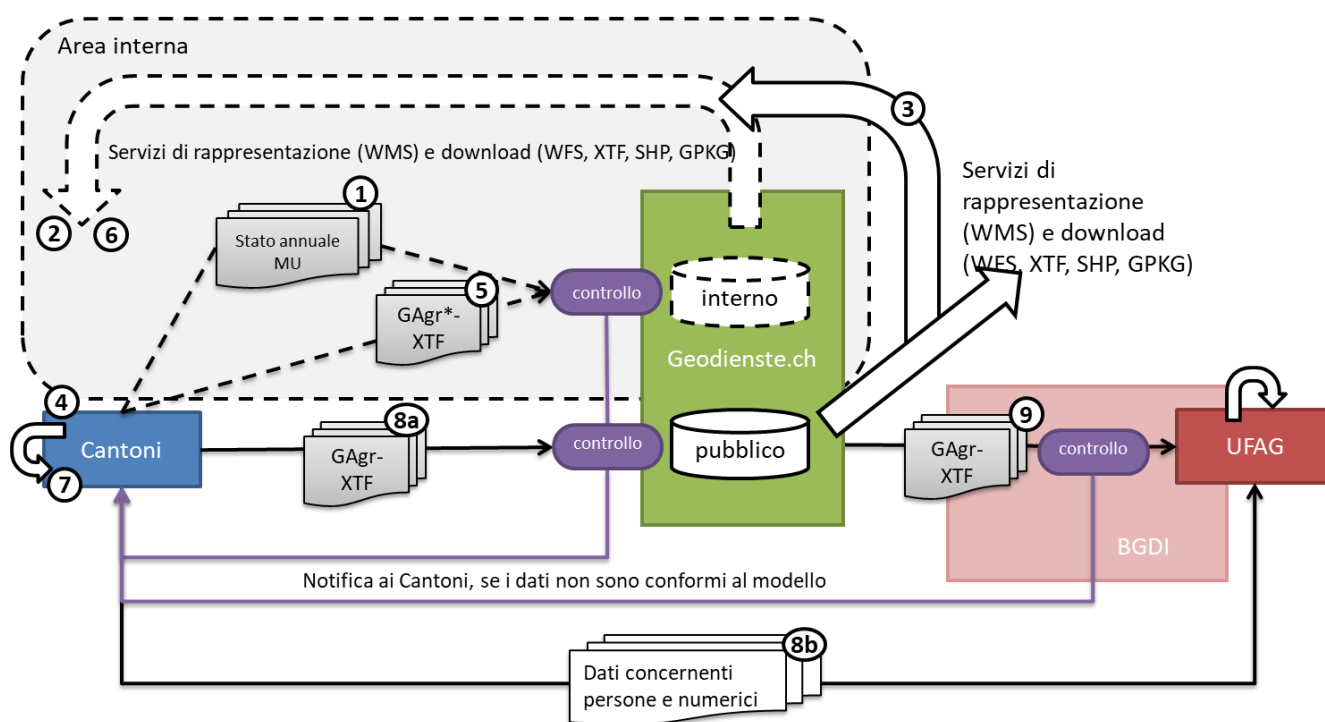 Area interna
3
Servizi di rappresentazione (WMS) e download (WFS, XTF, SHP, GPKG)
Servizi di
rappresentazione
(WMS) e download
(WFS, XTF, SHP, GPKG)
1
2
6
Stato annuale
MU
5
GAgr*-
XTF
controllo
interno
Geodienste.ch
4
Cantoni
7
8a
GAgr-
XTF
controllo
pubblico
9
GAgr-
XTF
controllo
UFAG
BGDI
Notifica ai Cantoni, se i dati non sono conformi al modello
8b
Dati concernenti
persone e numerici